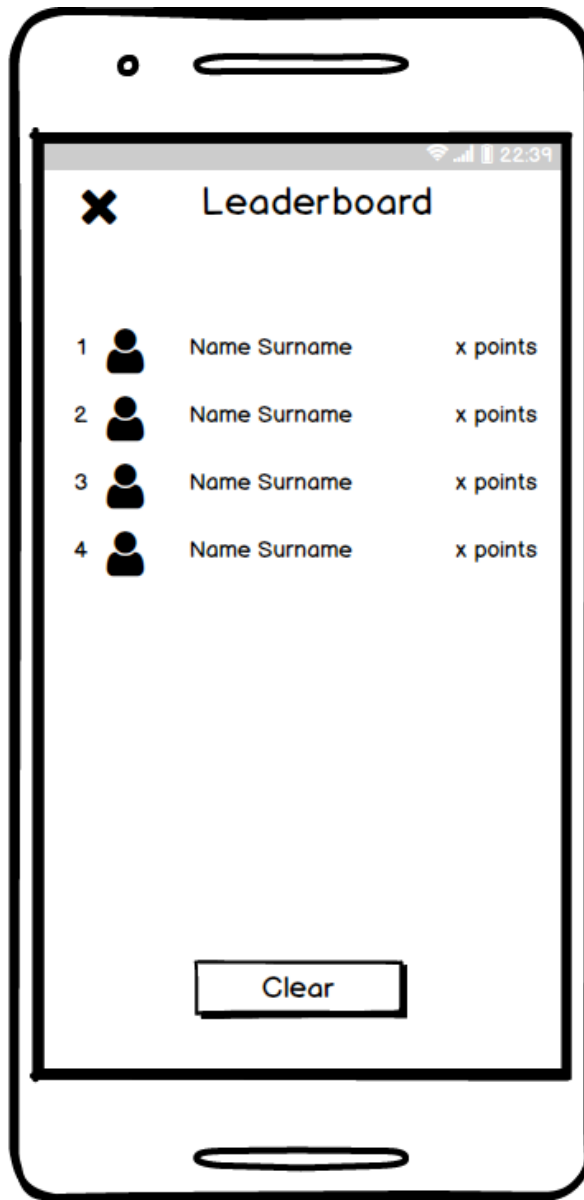 22:39
Leaderboard
1 Name Surname x points
2 Name Surname x points
3 Name Surname x points
4 Name Surname x points
Clear